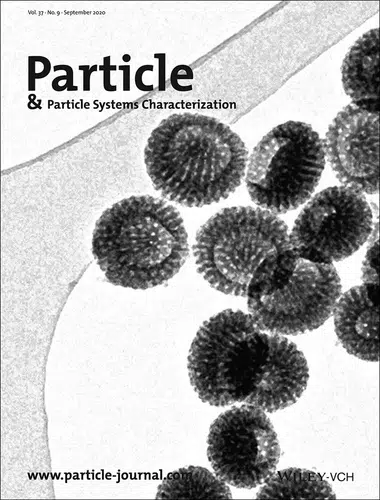 Vol. 37 · No. 9 · September 2020
Particle
& Particle Systems Characterization
www.particle-journal.com
WILEY-VCH